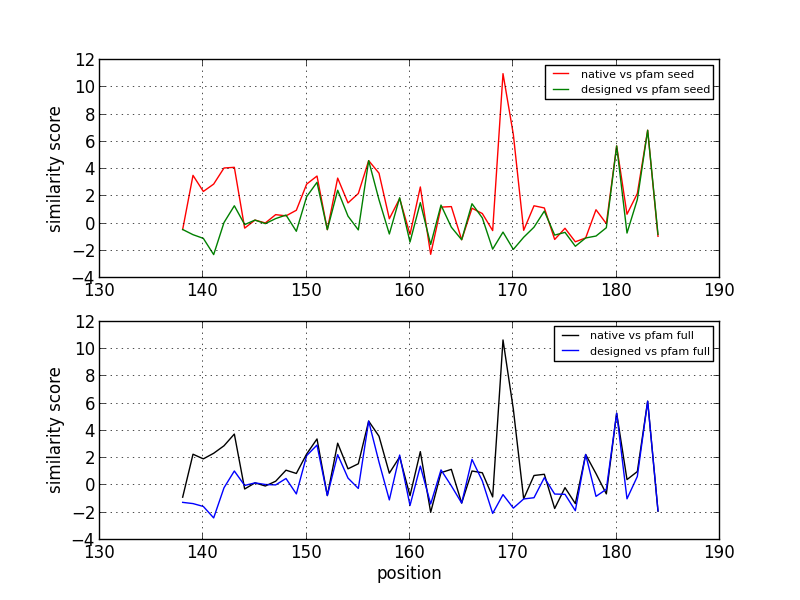 12
10
8
6
4
2
0
−2
−4
similarity score
native vs pfam seed
designed vs pfam seed
130 140 150 160 170 180 190
12
10
8
6
4
2
0
−2
−4
similarity score
native vs pfam full
designed vs pfam full
130 140 150 160 170 180 190
position